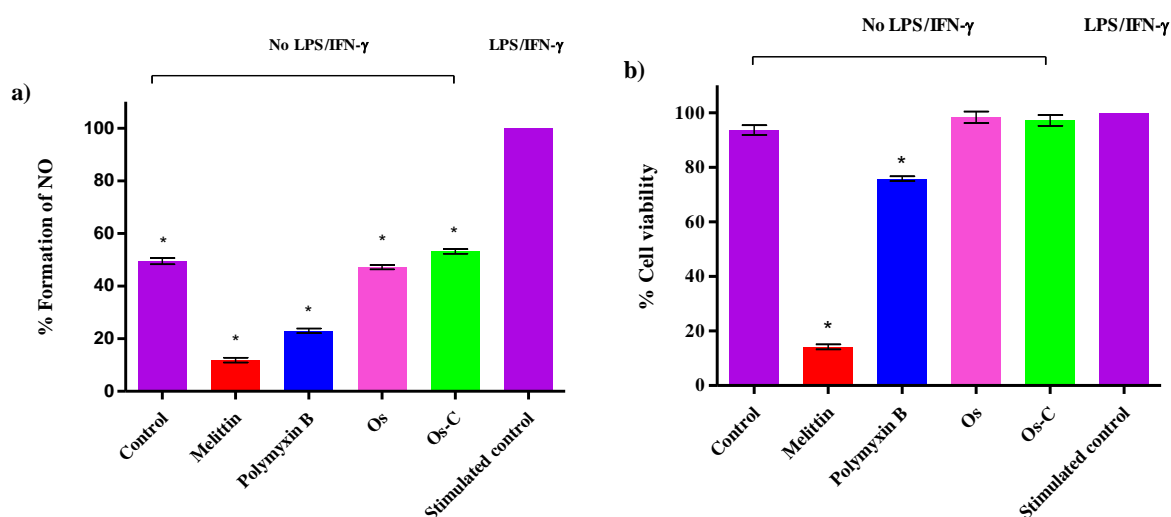 a)
No LPS/IFN-γ
LPS/IFN-γ
% Formation of NO
100
80
60
40
20
0
*
*
*
*
*
Control
Melittin
Polymyxin B
Os
Os-C
Stimulated control
b)
No LPS/IFN-γ
LPS/IFN-γ
% Cell viability
100
80
60
40
20
0
*
*
Control
Melittin
Polymyxin B
Os
Os-C
Stimulated control